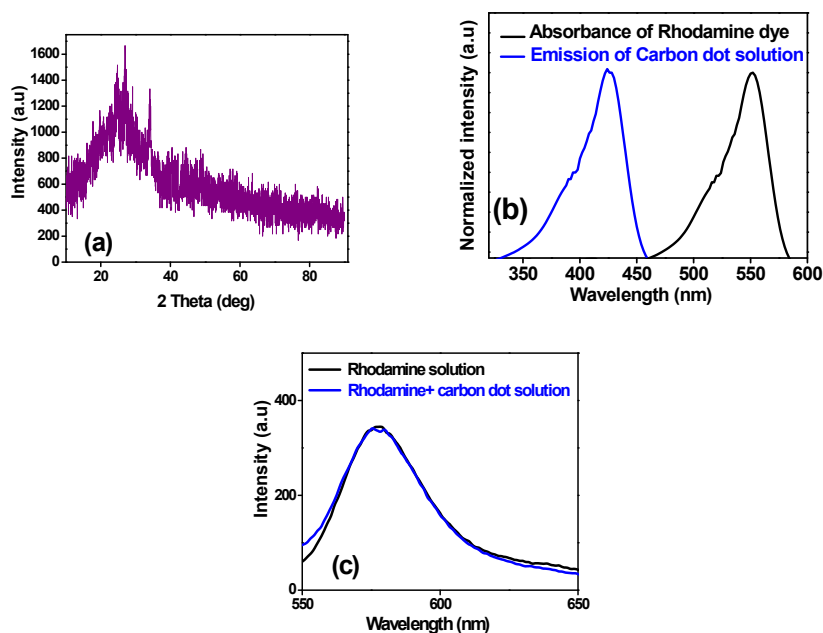 1600
1400
1200
1000
800
600
400
200
0
Intensity (a.u)
(a)
20 40 60 80
2 Theta (deg)
Absorbance of Rhodamine dye
Emission of Carbon dot solution
Normalized intensity (a.u)
(b)
350 400 450 500 550 600
Wavelength (nm)
Rhodamine solution
Rhodamine+ carbon dot solution
400
200
0
Intensity (a.u)
(c)
550 600 650
Wavelength (nm)